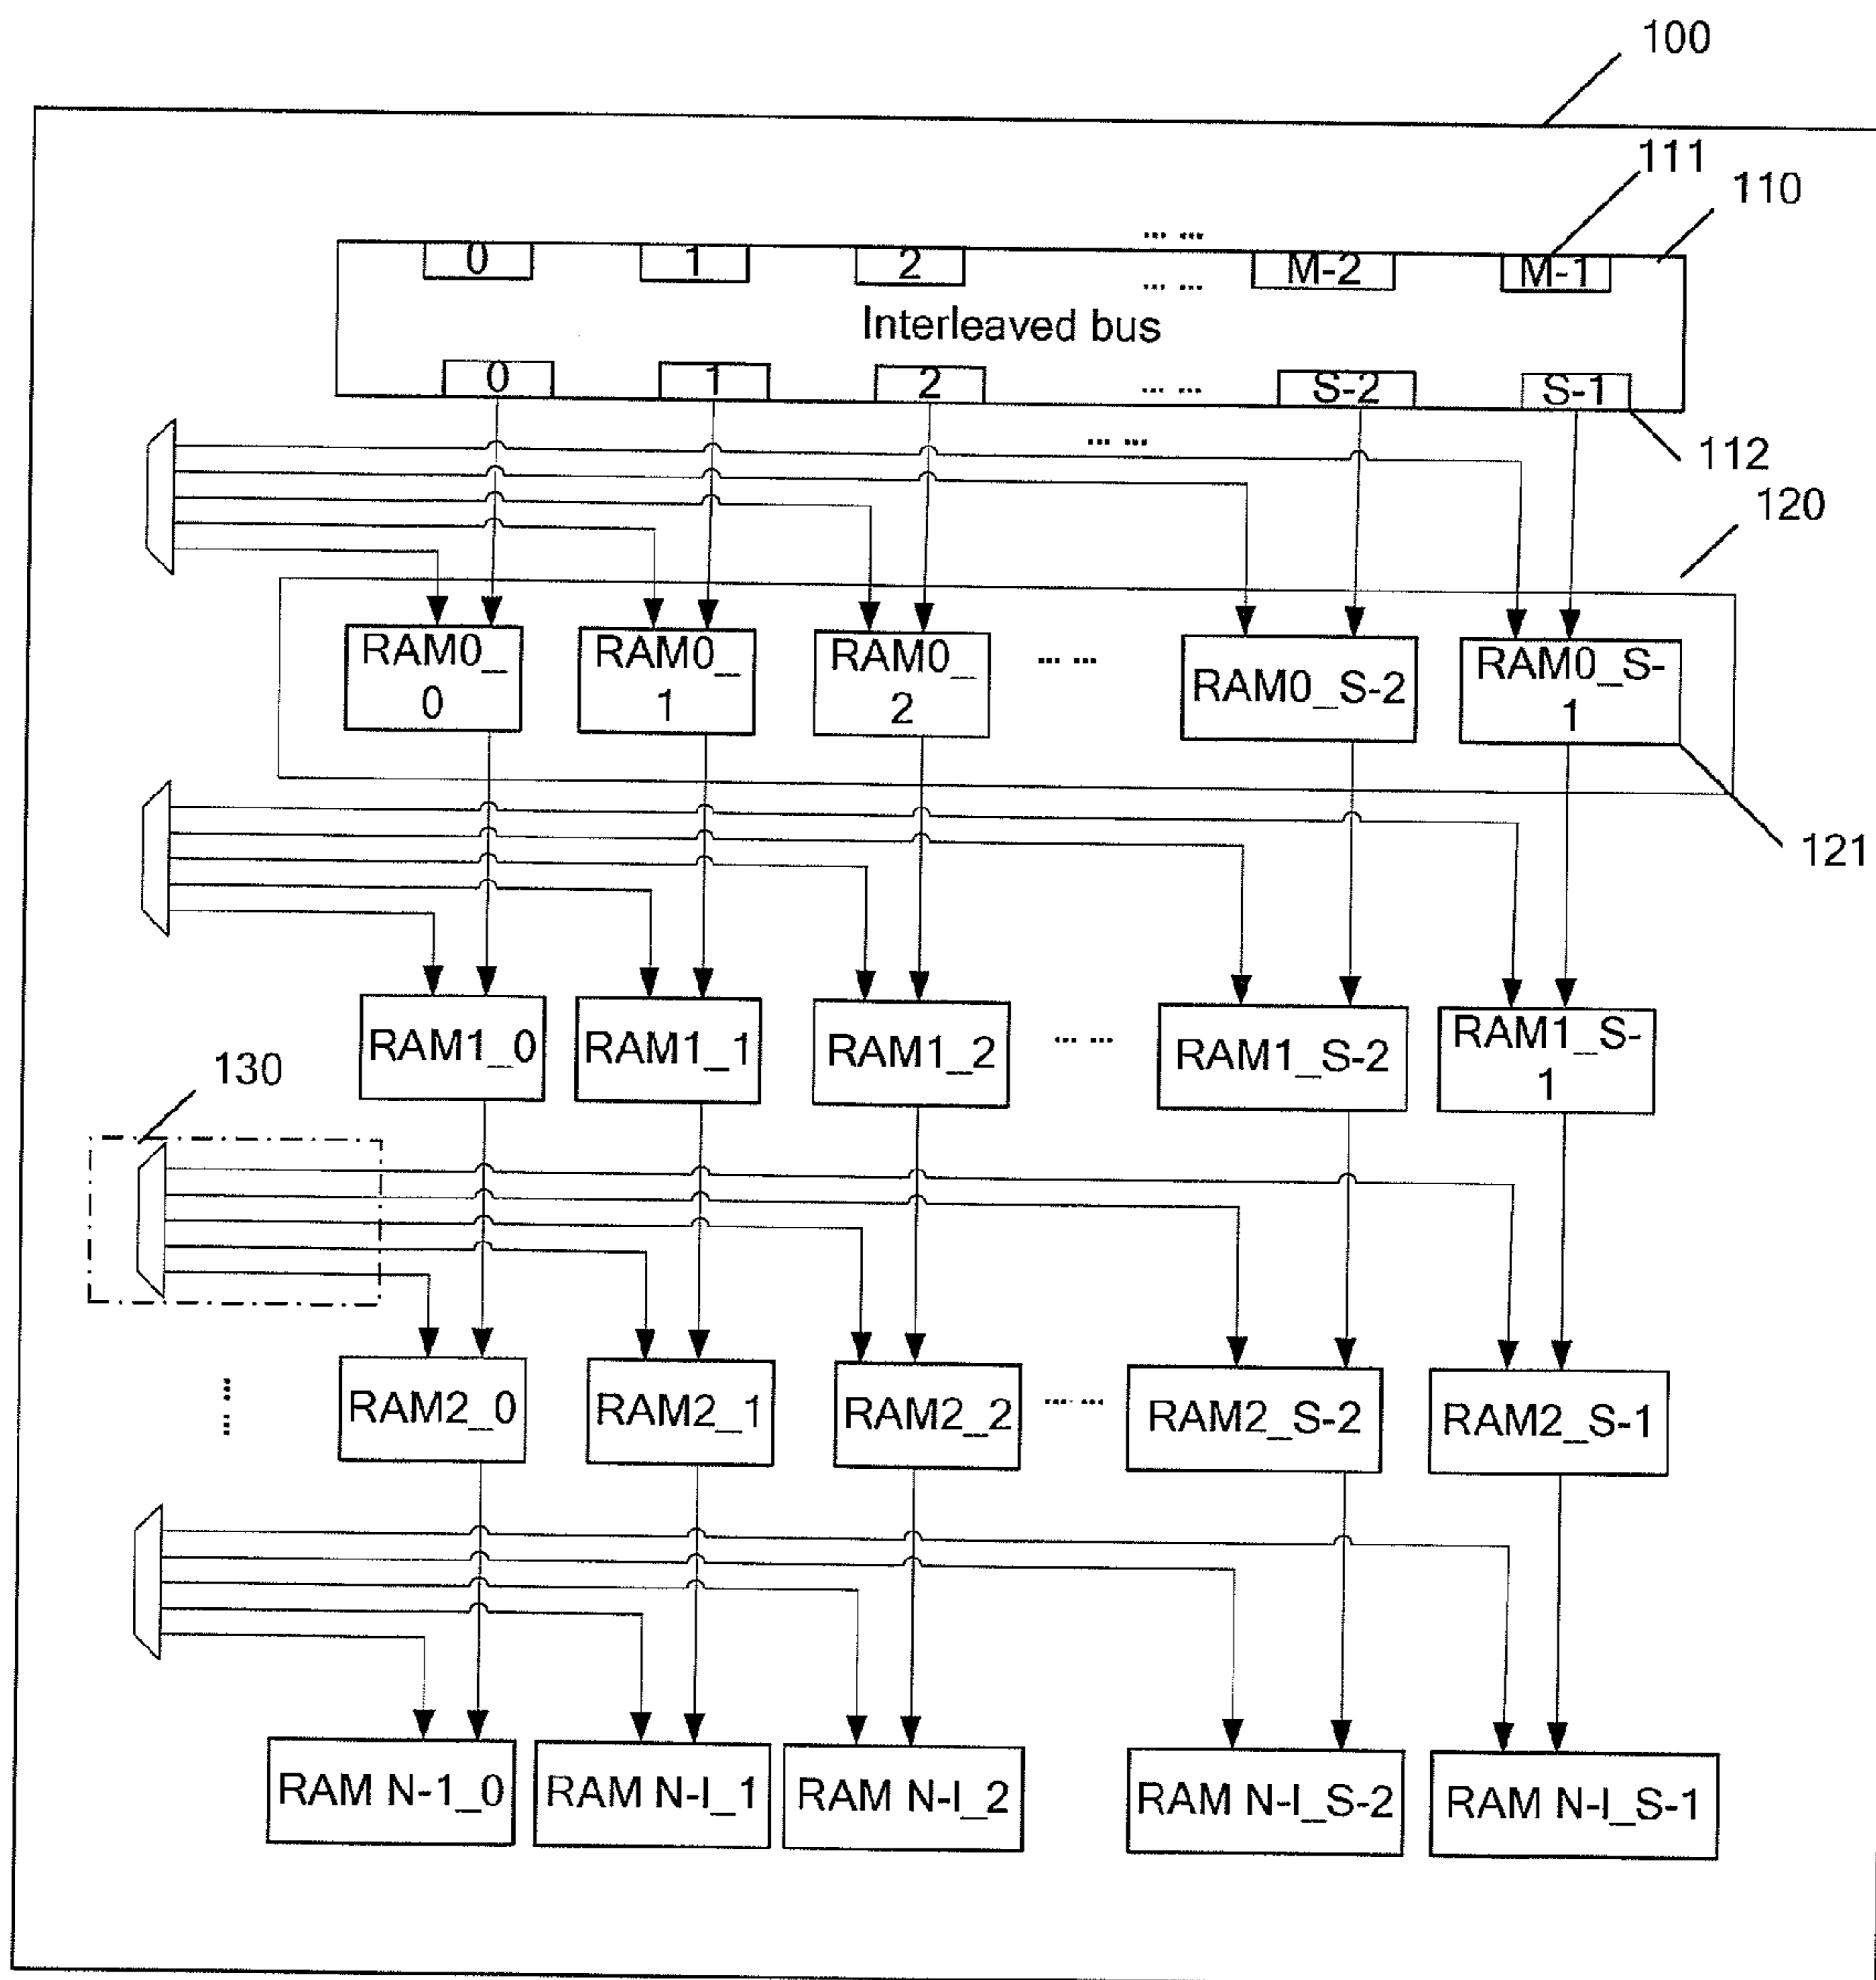 100
111
110
... ...
0 1 2 ... ... M-2 M-1
Interleaved bus
0 1 2 ... ... S-2 S-1
... ...
112
120
RAM0_
0
RAM0_
1
RAM0_
2
... ...
RAM0_S-2
RAM0_S-
1
121
RAM1_0
RAM1_1
RAM1_2
... ...
RAM1_S-2
RAM1_S-
1
130
RAM2_0
RAM2_1
RAM2_2
... ...
RAM2_S-2
RAM2_S-1
... ...
RAM N-1_0
RAM N-I_1
RAM N-I_2
RAM N-I_S-2
RAM N-I_S-1